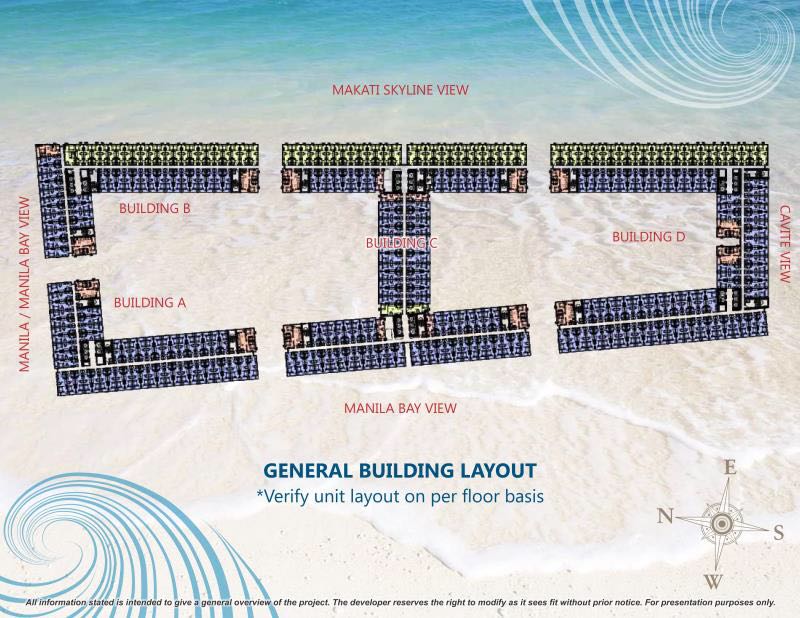 MAKATI SKYLINE VIEW
MANILA / MANILA BAY VIEW
BUILDING B
BUILDING C
BUILDING D
CAVITE VIEW
BUILDING A
MANILA BAY VIEW
GENERAL BUILDING LAYOUT
*Verify unit layout on per floor basis
E
N
S
W
All information stated is intended to give a general overview of the project. The developer reserves the right to modify as it sees fit without prior notice. For presentation purposes only.